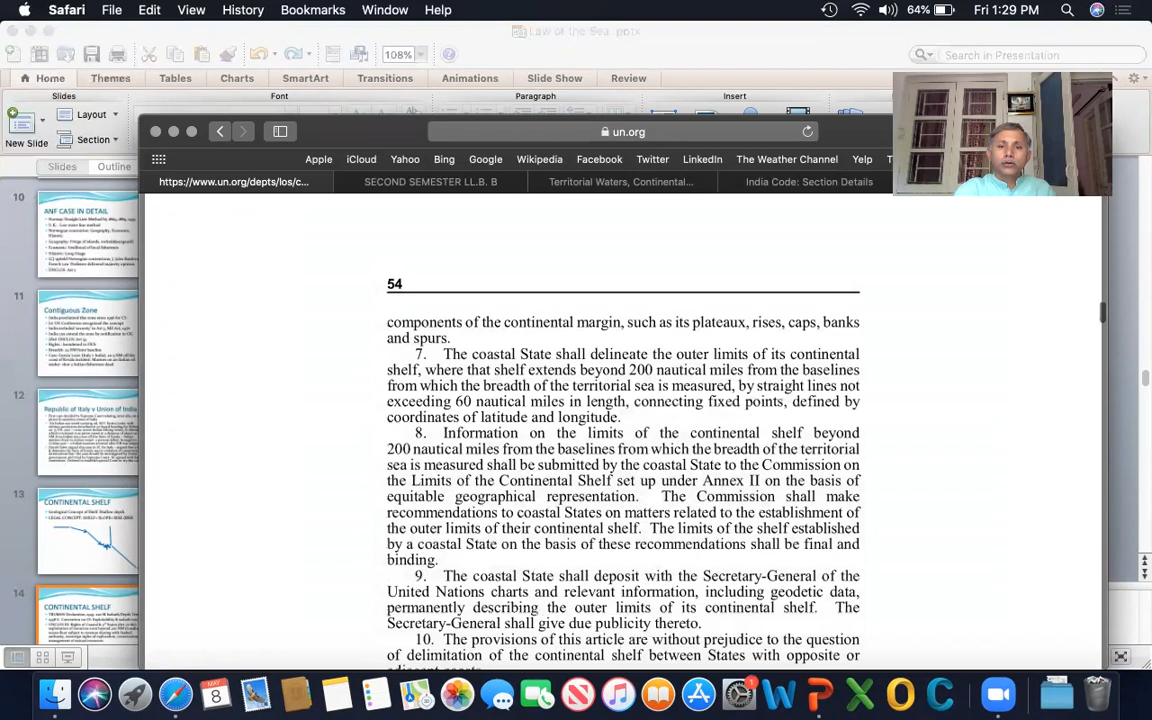 Safari File Edit View History Bookmarks Window Help 64% Fri 1:29 PM
Law of the Sea .pptx
108% Search in Presentation
Home Themes Tables Charts SmartArt Transitions Animations Slide Show Review
Slides Font Paragraph Insert
New Slide Layout Section
un.org
Apple iCloud Yahoo Bing Google Wikipedia Facebook Twitter LinkedIn The Weather Channel Yelp
https://www.un.org/depts/los/c... SECOND SEMESTER LL.B. B Territorial Waters, Continental... India Code: Section Details
Slides Outline
10
ANF CASE IN DETAIL
11
Contiguous Zone
12
Republic of Italy v Union of India
13
CONTINENTAL SHELF
14
CONTINENTAL SHELF
54
components of the continental margin, such as its plateaux, rises, caps, banks
and spurs.
7. The coastal State shall delineate the outer limits of its continental
shelf, where that shelf extends beyond 200 nautical miles from the baselines
from which the breadth of the territorial sea is measured, by straight lines not
exceeding 60 nautical miles in length, connecting fixed points, defined by
coordinates of latitude and longitude.
8. Information on the limits of the continental shelf beyond
200 nautical miles from the baselines from which the breadth of the territorial
sea is measured shall be submitted by the coastal State to the Commission on
the Limits of the Continental Shelf set up under Annex II on the basis of
equitable geographical representation. The Commission shall make
recommendations to coastal States on matters related to the establishment of
the outer limits of their continental shelf. The limits of the shelf established
by a coastal State on the basis of these recommendations shall be final and
binding.
9. The coastal State shall deposit with the Secretary-General of the
United Nations charts and relevant information, including geodetic data,
permanently describing the outer limits of its continental shelf. The
Secretary-General shall give due publicity thereto.
10. The provisions of this article are without prejudice to the question
of delimitation of the continental shelf between States with opposite or
MAY
8
1